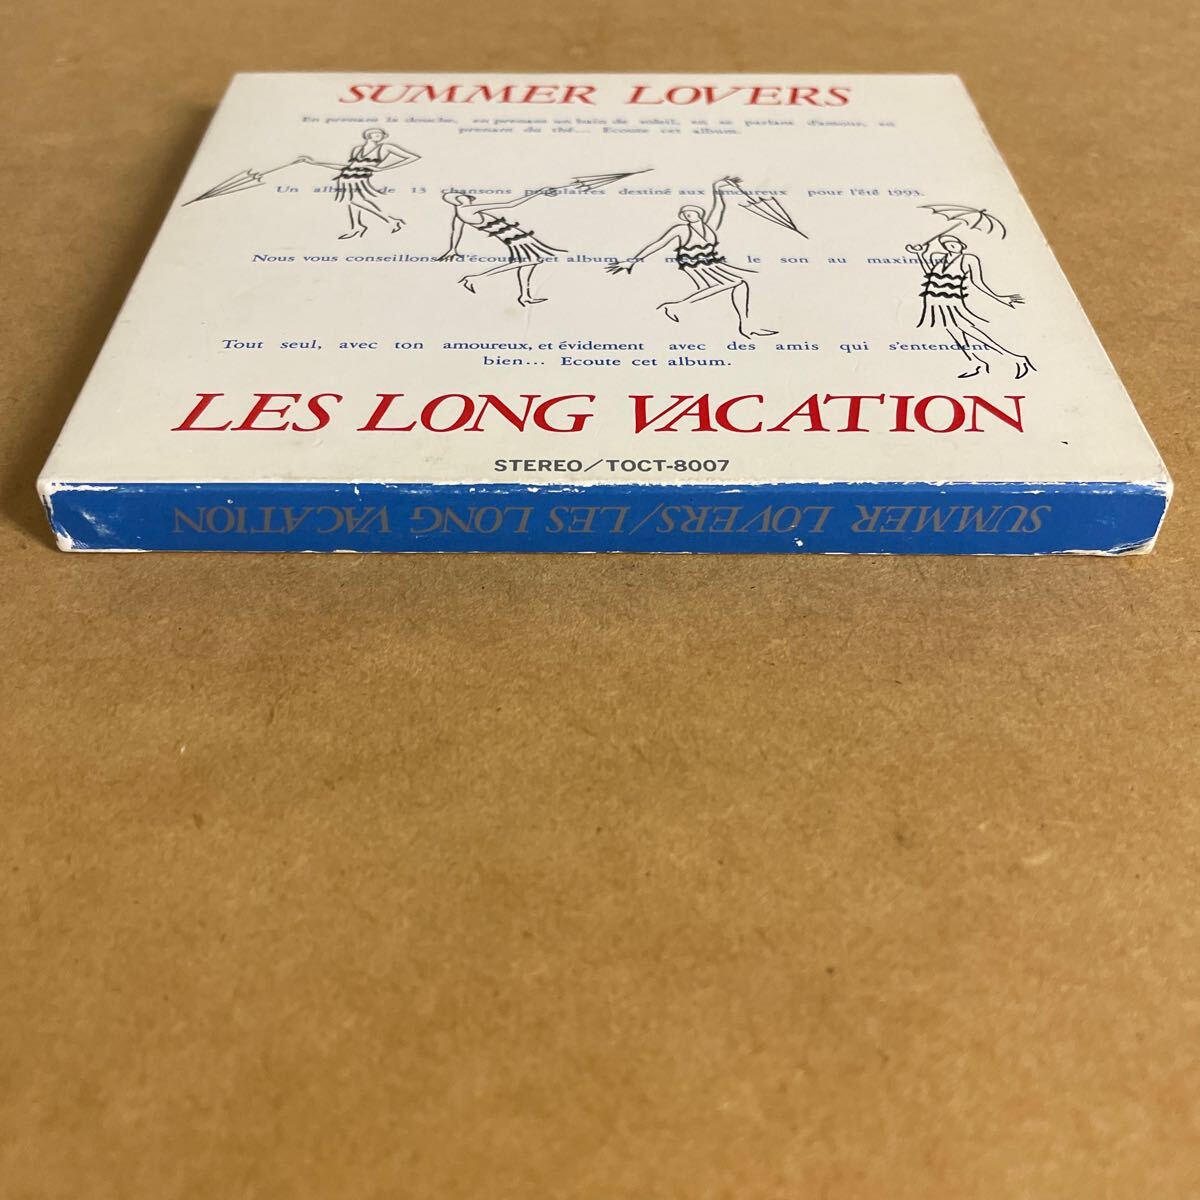 SUMMER LOVERS
En prenant la douche, en prenant un bain de soleil, en se parlant d'amour, en
prenant du thé... Ecoute cet album.
Un album de 13 chansons populaires destiné aux amoureux pour l'été 1993.
Nous vous conseillons d'écouter cet album en mettant le son au maximum.
Tout seul, avec ton amoureux, et évidement avec des amis qui s'entendent
bien... Ecoute cet album.
LES LONG VACATION
STEREO/TOCT-8007
SUMMER LOVERS/LES LONG VACATION